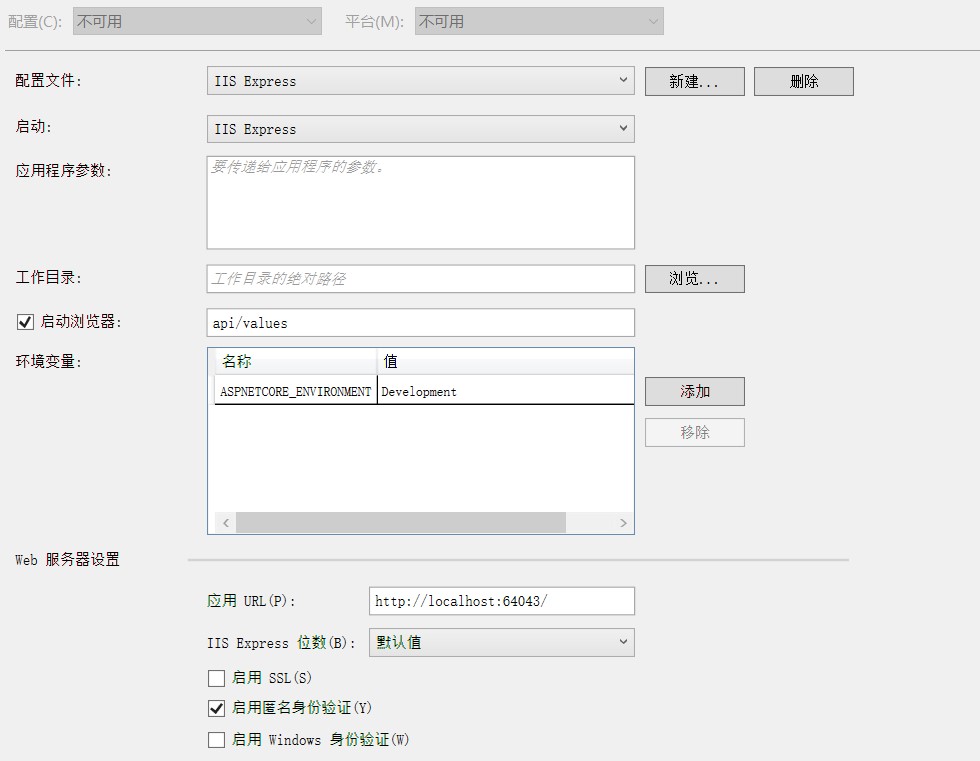 配置(C): 不可用 平台(M): 不可用
配置文件: IIS Express 新建... 删除
启动: IIS Express
应用程序参数: 要传递给应用程序的参数。
工作目录: 工作目录的绝对路径 浏览...
启动浏览器: api/values
环境变量: 名称 值
ASPNETCORE_ENVIRONMENT Development 添加
移除
Web 服务器设置
应用 URL(P): http://localhost:64043/
IIS Express 位数(B): 默认值
启用 SSL(S)
启用匿名身份验证(Y)
启用 Windows 身份验证(W)